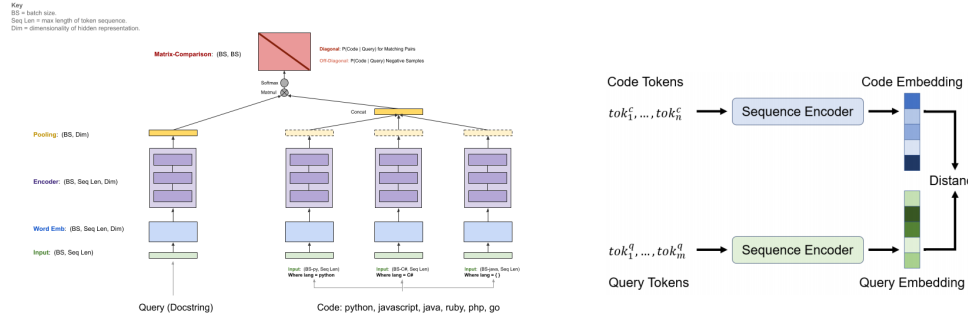 Key
BS = batch size.
Seq Len = max length of token sequence.
Dim = dimensionality of hidden representation.
Matrix-Comparison: (BS, BS)
Diagonal: P(Code | Query) for Matching Pairs
Off-Diagonal: P(Code | Query) Negative Samples
Softmax
Matmul
Concat
Pooling: (BS, Dim)
Encoder: (BS, Seq Len, Dim)
Word Emb: (BS, Seq Len, Dim)
Input: (BS, Seq Len)
Input: (BS-py, Seq Len)
Where lang = python
Input: (BS-C#, Seq Len)
Where lang = C#
Input: (BS-java, Seq Len)
Where lang = { }
Query (Docstring)
Code: python, javascript, java, ruby, php, go
Code Tokens
tok₁ᶜ, ..., tokₙᶜ
Sequence Encoder
Code Embedding
Distanc
tok₁^q, ..., tokₘ^q
Query Tokens
Sequence Encoder
Query Embedding